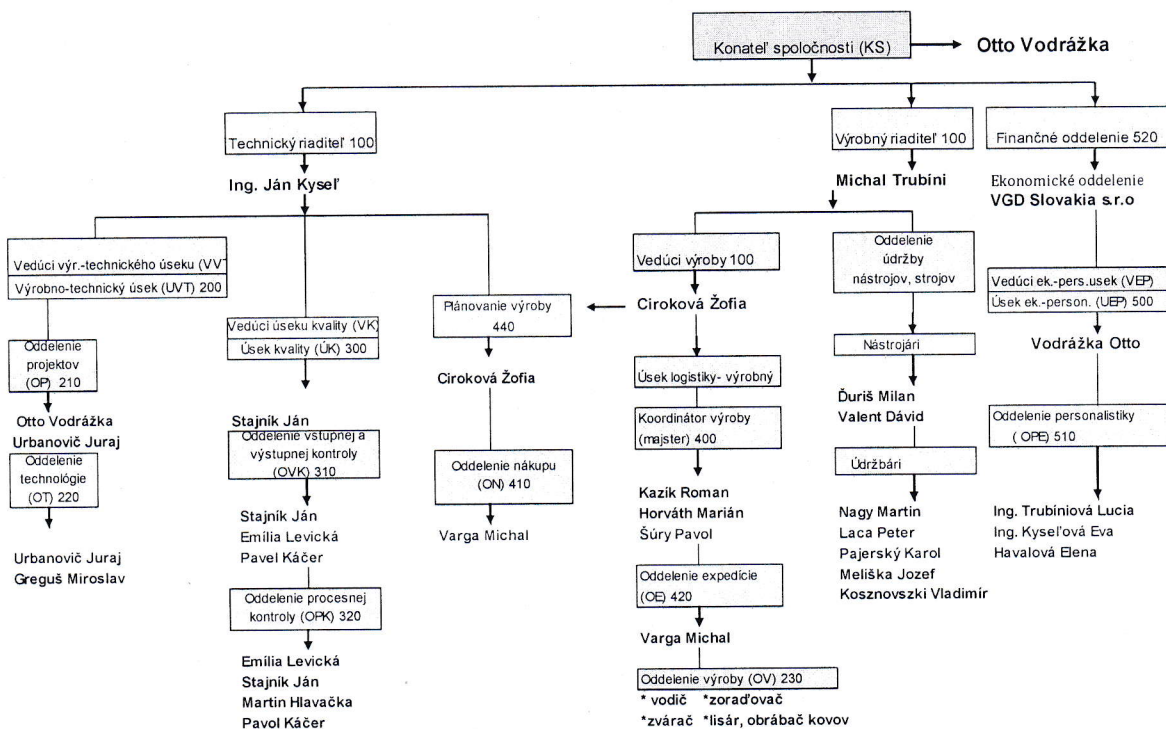 Konateľ spoločnosti (KS)
Otto Vodrážka
Technický riaditeľ 100
Ing. Ján Kyseľ
Výrobný riaditeľ 100
Michal Trubíni
Finančné oddelenie 520
Ekonomické oddelenie
VGD Slovakia s.r.o
Vedúci výr.-technického úseku (VVT
Výrobno-technický úsek (UVT) 200
Oddelenie
projektov
(OP) 210
Otto Vodrážka
Urbanovič Juraj
Oddelenie
technológie
(OT) 220
Urbanovič Juraj
Greguš Miroslav
Vedúci úseku kvality (VK)
Úsek kvality (ÚK) 300
Stajník Ján
Oddelenie vstupnej a
výstupnej kontroly
(OVK) 310
Stajník Ján
Emília Levická
Pavel Káčer
Oddelenie procesnej
kontroly (OPK) 320
Emília Levická
Stajník Ján
Martin Hlavačka
Pavol Káčer
Plánovanie výroby
440
Ciroková Žofia
Oddelenie nákupu
(ON) 410
Varga Michal
Vedúci výroby 100
Ciroková Žofia
Úsek logistiky- výrobný
Koordinátor výroby
(majster) 400
Kazík Roman
Horváth Marián
Šúry Pavol
Oddelenie expedície
(OE) 420
Varga Michal
Oddelenie výroby (OV) 230
* vodič *zoraďovač
*zvárač *lisár, obrábač kovov
Oddelenie
údržby
nástrojov, strojov
Nástrojári
Ďuriš Milan
Valent Dávid
Údržbári
Nagy Martin
Laca Peter
Pajerský Karol
Meliška Jozef
Kosznovszki Vladimír
Vedúci ek.-pers.usek (VEP)
Úsek ek.-person. (UEP) 500
Vodrážka Otto
Oddelenie personalistiky
( OPE) 510
Ing. Trubíniová Lucia
Ing. Kyseľová Eva
Havalová Elena